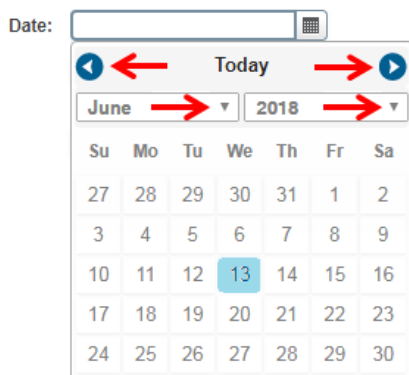 Date:
Today
June 2018
Su Mo Tu We Th Fr Sa
27 28 29 30 31 1 2
3 4 5 6 7 8 9
10 11 12 13 14 15 16
17 18 19 20 21 22 23
24 25 26 27 28 29 30